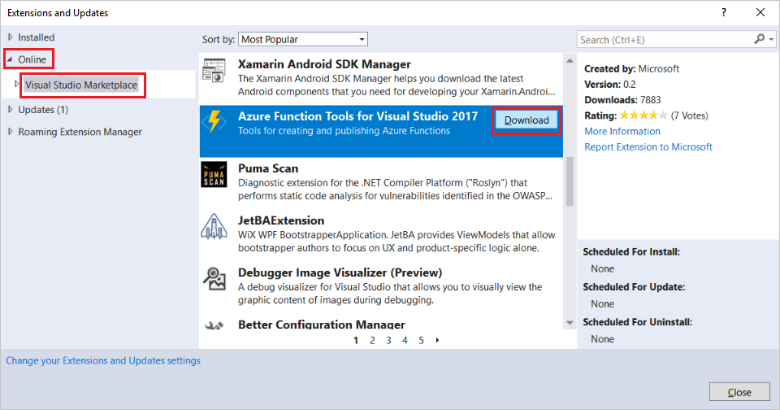 Extensions and Updates
? ×
Installed
Online
Visual Studio Marketplace
Updates (1)
Roaming Extension Manager
Sort by: Most Popular
Xamarin Android SDK Manager
The Xamarin Android SDK Manager helps you download the latest
Android components that you need for developing your Xamarin.Androi...
Azure Function Tools for Visual Studio 2017
Tools for creating and publishing Azure Functions
Download
PUMA
SCAN
Puma Scan
Diagnostic extension for the .NET Compiler Platform ("Roslyn") that
performs static code analysis for vulnerabilities identified in the OWASP...
JetBAExtension
WiX WPF BootstrapperApplication. JetBA provides ViewModels that allow
bootstrapper authors to focus on UX and product-specific logic alone.
Debugger Image Visualizer (Preview)
A debug visualizer for Visual Studio that allows you to visually view the
graphic content of images during debugging.
Better Configuration Manager
1 2 3 4 5
Search (Ctrl+E)
Created by: Microsoft
Version: 0.2
Downloads: 7883
Rating: (7 Votes)
More Information
Report Extension to Microsoft
Scheduled For Install:
None
Scheduled For Update:
None
Scheduled For Uninstall:
None
Change your Extensions and Updates settings
Close